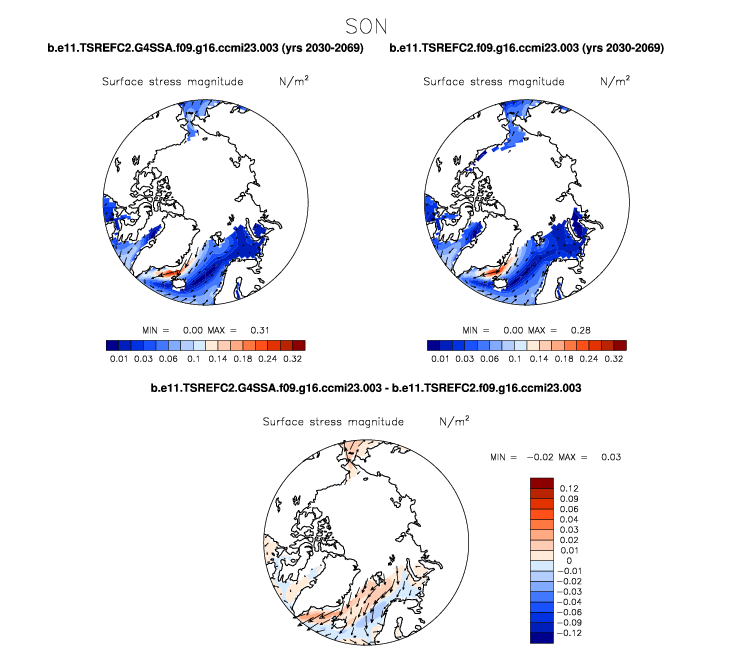 SON
b.e11.TSREFC2.G4SSA.f09.g16.ccmi23.003 (yrs 2030-2069)
b.e11.TSREFC2.f09.g16.ccmi23.003 (yrs 2030-2069)
Surface stress magnitude N/m²
Surface stress magnitude N/m²
MIN = 0.00 MAX = 0.31
0.01 0.03 0.06 0.1 0.14 0.18 0.24 0.32
MIN = 0.00 MAX = 0.28
0.01 0.03 0.06 0.1 0.14 0.18 0.24 0.32
b.e11.TSREFC2.G4SSA.f09.g16.ccmi23.003 - b.e11.TSREFC2.f09.g16.ccmi23.003
Surface stress magnitude N/m²
MIN = −0.02 MAX = 0.03
0.12
0.09
0.06
0.04
0.03
0.02
0.01
0
−0.01
−0.02
−0.03
−0.04
−0.06
−0.09
−0.12